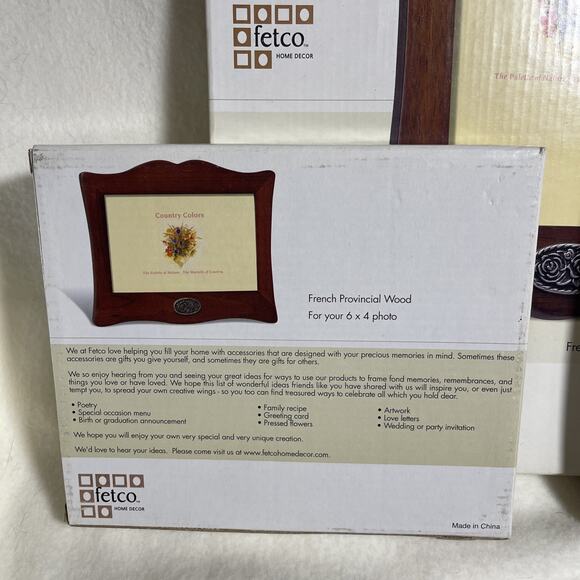 fetco
HOME DECOR
The Palette of Nature
Country Colors
The Palette of Nature. The Warmth of Country.
French Provincial Wood
For your 6 x 4 photo
Fre
We at Fetco love helping you fill your home with accessories that are designed with your precious memories in mind. Sometimes these
accessories are gifts you give yourself, and sometimes they are gifts for others.
We so enjoy hearing from you and seeing your great ideas for ways to use our products to frame fond memories, remembrances, and
things you love or have loved. We hope this list of wonderful ideas friends like you have shared with us will inspire you, or even just
tempt you, to spread your own creative wings - so you too can find treasured ways to celebrate all which you hold dear.
• Poetry
• Special occasion menu
• Birth or graduation announcement
• Family recipe
• Greeting card
• Pressed flowers
• Artwork
• Love letters
• Wedding or party invitation
We hope you will enjoy your own very special and very unique creation.
We'd love to hear your ideas. Please come visit us at www.fetcohomedecor.com.
fetco
HOME DECOR
Made in China